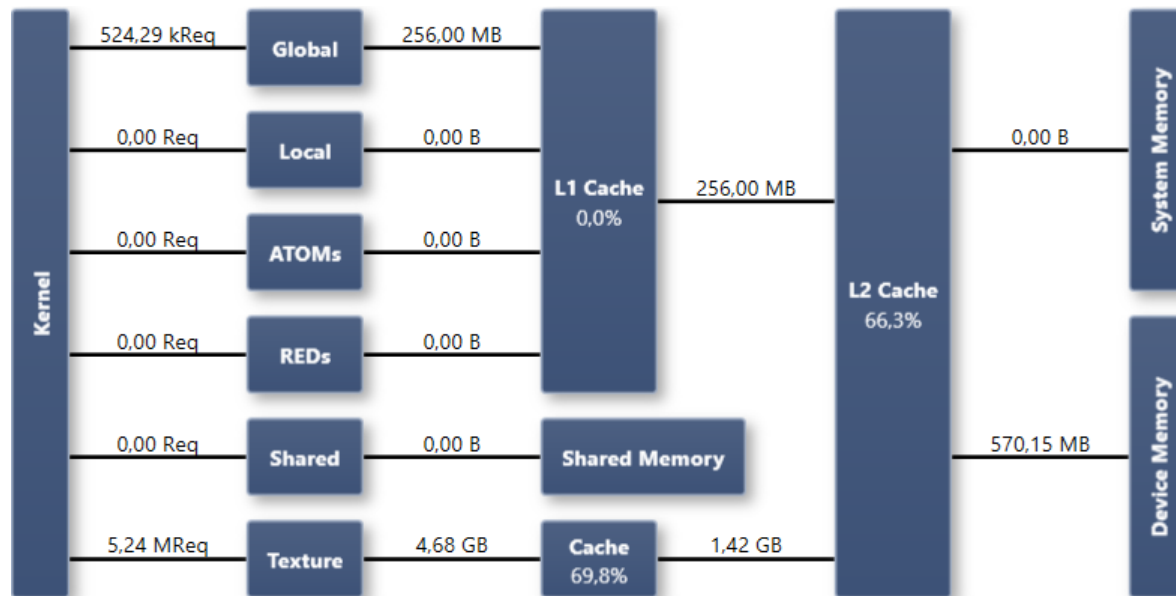 Kernel
524,29 kReq
Global
256,00 MB
0,00 Req
Local
0,00 B
0,00 Req
ATOMs
0,00 B
0,00 Req
REDs
0,00 B
0,00 Req
Shared
0,00 B
Shared Memory
5,24 MReq
Texture
4,68 GB
Cache
69,8%
1,42 GB
L1 Cache
0,0%
256,00 MB
L2 Cache
66,3%
0,00 B
System Memory
570,15 MB
Device Memory